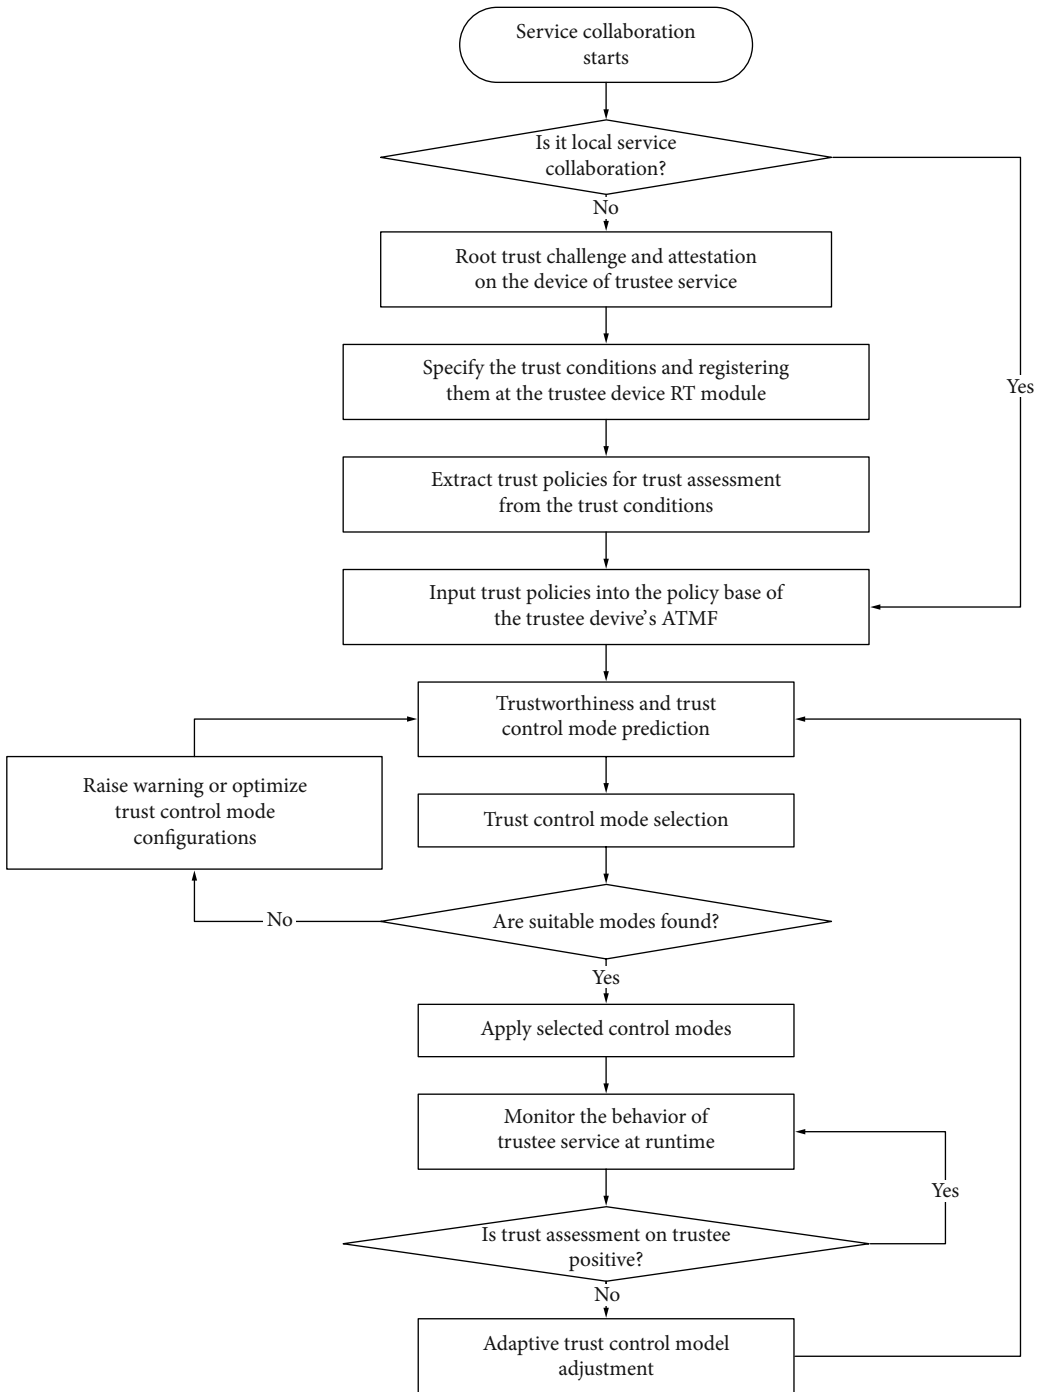 Service collaboration
starts
Is it local service
collaboration?
No
Root trust challenge and attestation
on the device of trustee service
Specify the trust conditions and registering
them at the trustee device RT module
Yes
Extract trust policies for trust assessment
from the trust conditions
Input trust policies into the policy base of
the trustee devive's ATMF
Trustworthiness and trust
control mode prediction
Raise warning or optimize
trust control mode
configurations
Trust control mode selection
Are suitable modes found?
No
Yes
Apply selected control modes
Monitor the behavior of
trustee service at runtime
Yes
Is trust assessment on trustee
positive?
No
Adaptive trust control model
adjustment